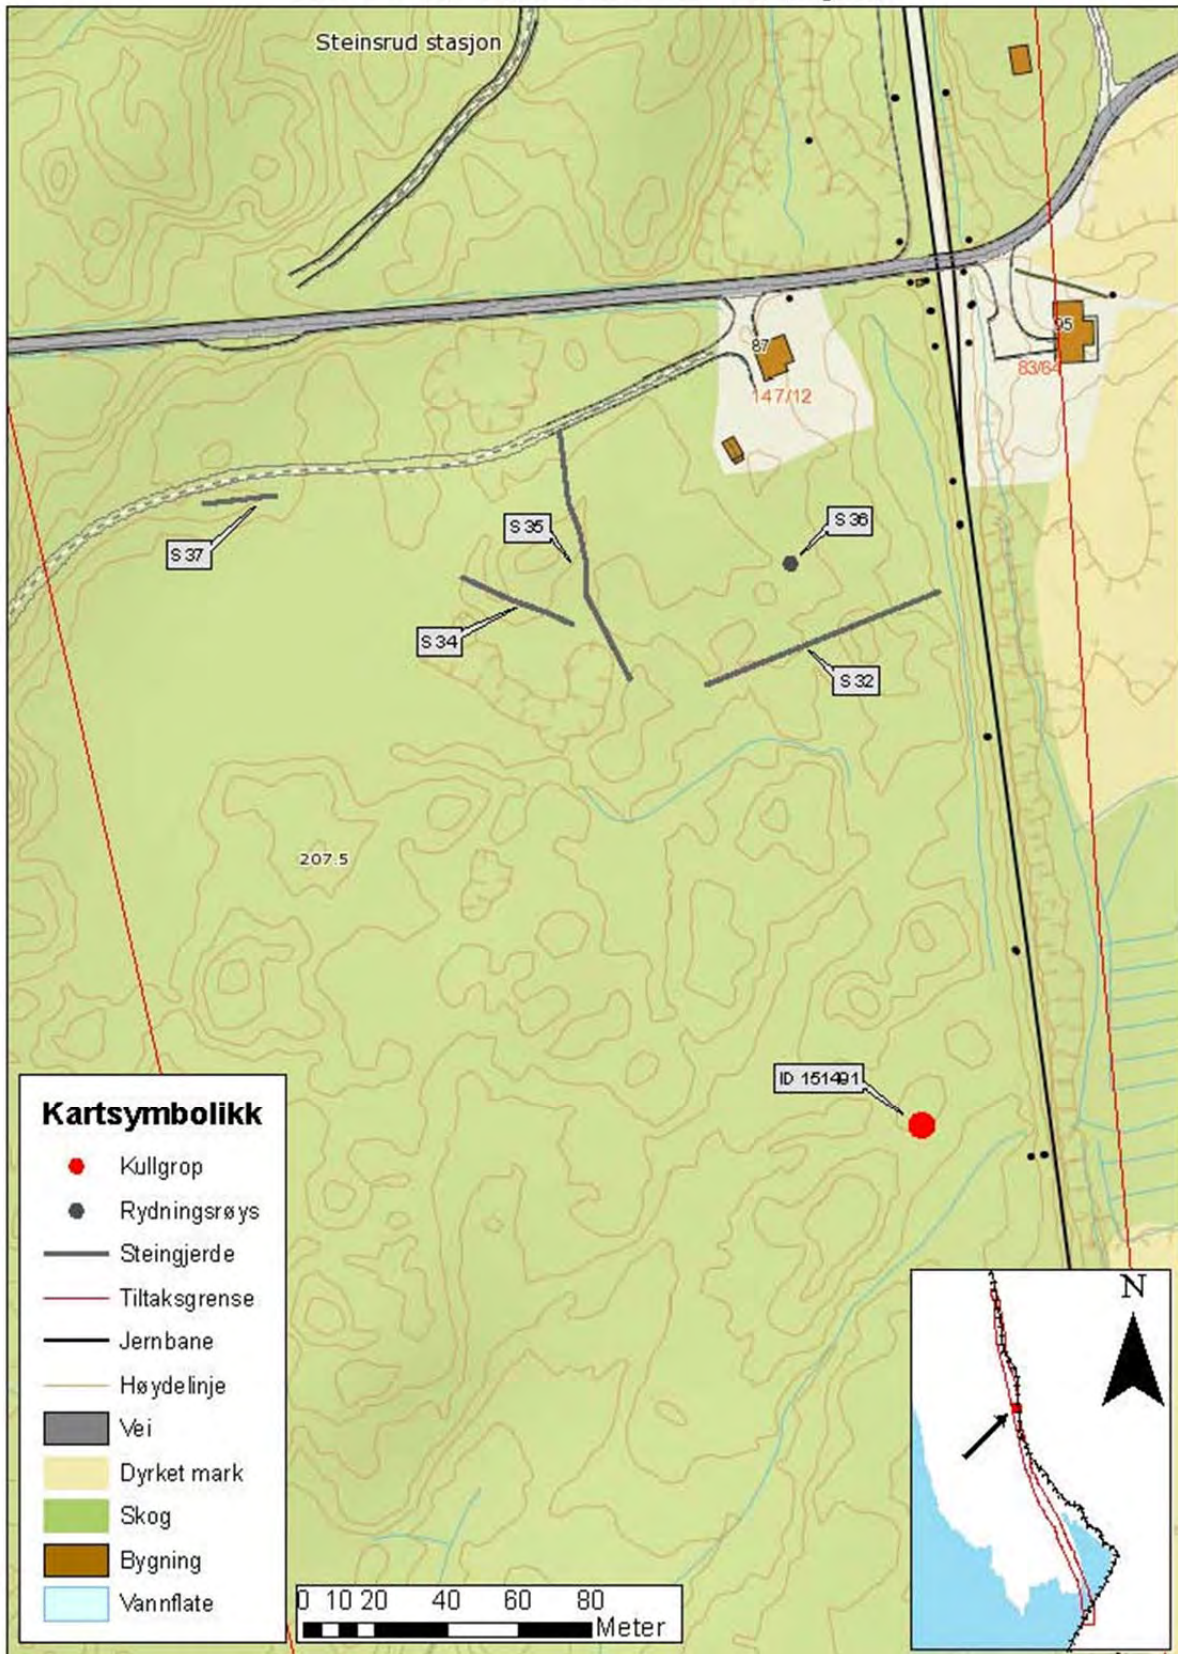 Steinsrud stasjon
95
87
83/64
147/12
S 36
S 35
S 37
S 34
S 32
207.5
ID 151491
Kartsymbolikk
Kullgrop
Rydningsrøys
Steingjerde
Tiltaksgrense
Jernbane
Høydelinje
Vei
Dyrket mark
Skog
Bygning
Vannflate
0 10 20 40 60 80
Meter
N